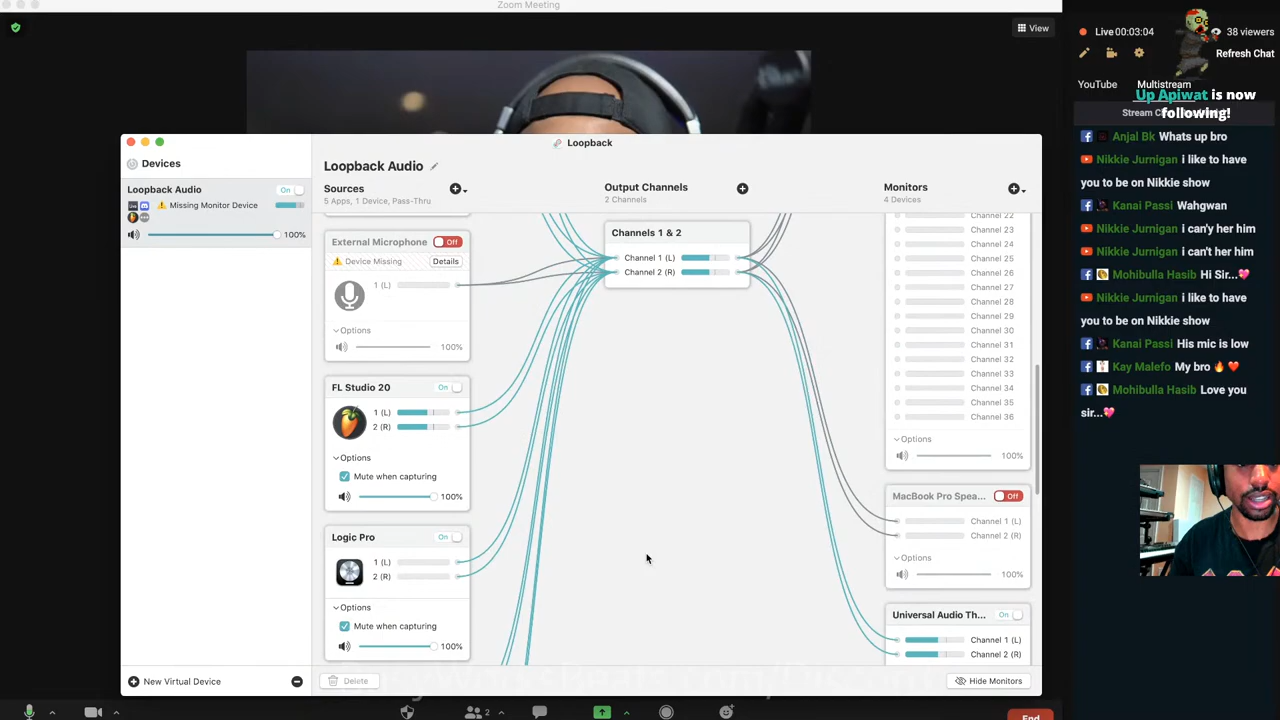 Zoom Meeting
View
Live 00:03:04
38 viewers
Refresh Chat
YouTube
Multistream
Up Apiwat is now
following!
Anjal Bk Whats up bro
Nikkie Jurnigan i like to have
you to be on Nikkie show
Kanai Passi Wahgwan
Nikkie Jurnigan i can'y her him
Nikkie Jurnigan i can't her him
Mohibulla Hasib Hi Sir...💖
Nikkie Jurnigan i like to have
you to be on Nikkie show
Kanai Passi His mic is low
Kay Malefo My bro 🔥 ❤️
Mohibulla Hasib Love you
sir...💖
Loopback
Devices
Loopback Audio
On
Missing Monitor Device
100%
New Virtual Device
Loopback Audio
Sources
5 Apps, 1 Device, Pass-Thru
Output Channels
2 Channels
Monitors
4 Devices
External Microphone
Off
Device Missing
Details
1 (L)
Options
100%
FL Studio 20
On
1 (L)
2 (R)
Options
Mute when capturing
100%
Logic Pro
On
1 (L)
2 (R)
Options
Mute when capturing
100%
Delete
Channels 1 & 2
Channel 1 (L)
Channel 2 (R)
Channel 22
Channel 23
Channel 24
Channel 25
Channel 26
Channel 27
Channel 28
Channel 29
Channel 30
Channel 31
Channel 32
Channel 33
Channel 34
Channel 35
Channel 36
Options
100%
MacBook Pro Spea...
Off
Channel 1 (L)
Channel 2 (R)
Options
100%
Universal Audio Th...
On
Channel 1 (L)
Channel 2 (R)
Hide Monitors
2
End